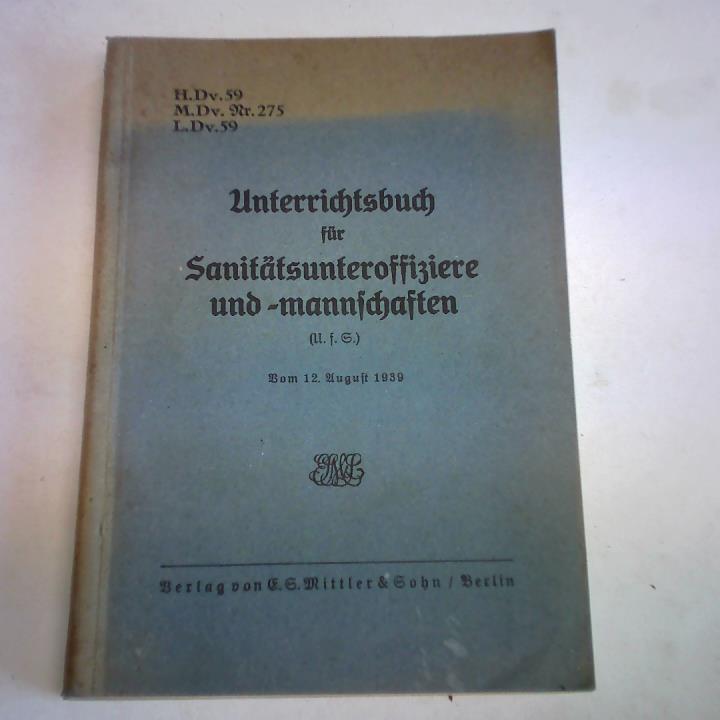 H.Dv.59
M.Dv. Nr. 275
L.Dv.59
Unterrichtsbuch
für
Sanitätsunteroffiziere
und -mannschaften
(U. f. S.)
Vom 12. August 1939
Verlag von E. S. Mittler & Sohn / Berlin